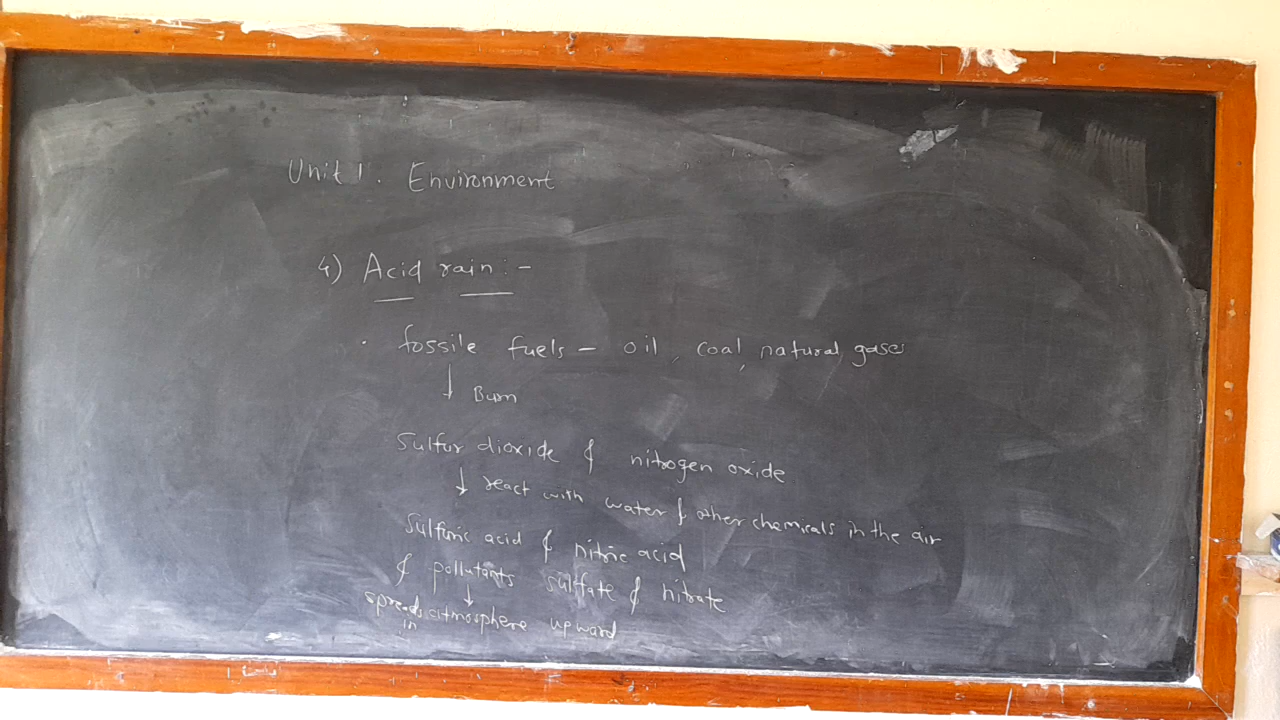 Unit 1. Environment
4) Acid rain:-
. fossile fuels - oil, coal, natural gases
↓ Burn
Sulfur dioxide & nitrogen oxide
↓ react with water & other chemicals in the air
Sulfuric acid & nitric acid
& pollutants sulfate & nitrate
↓
spreads in atmosphere upward